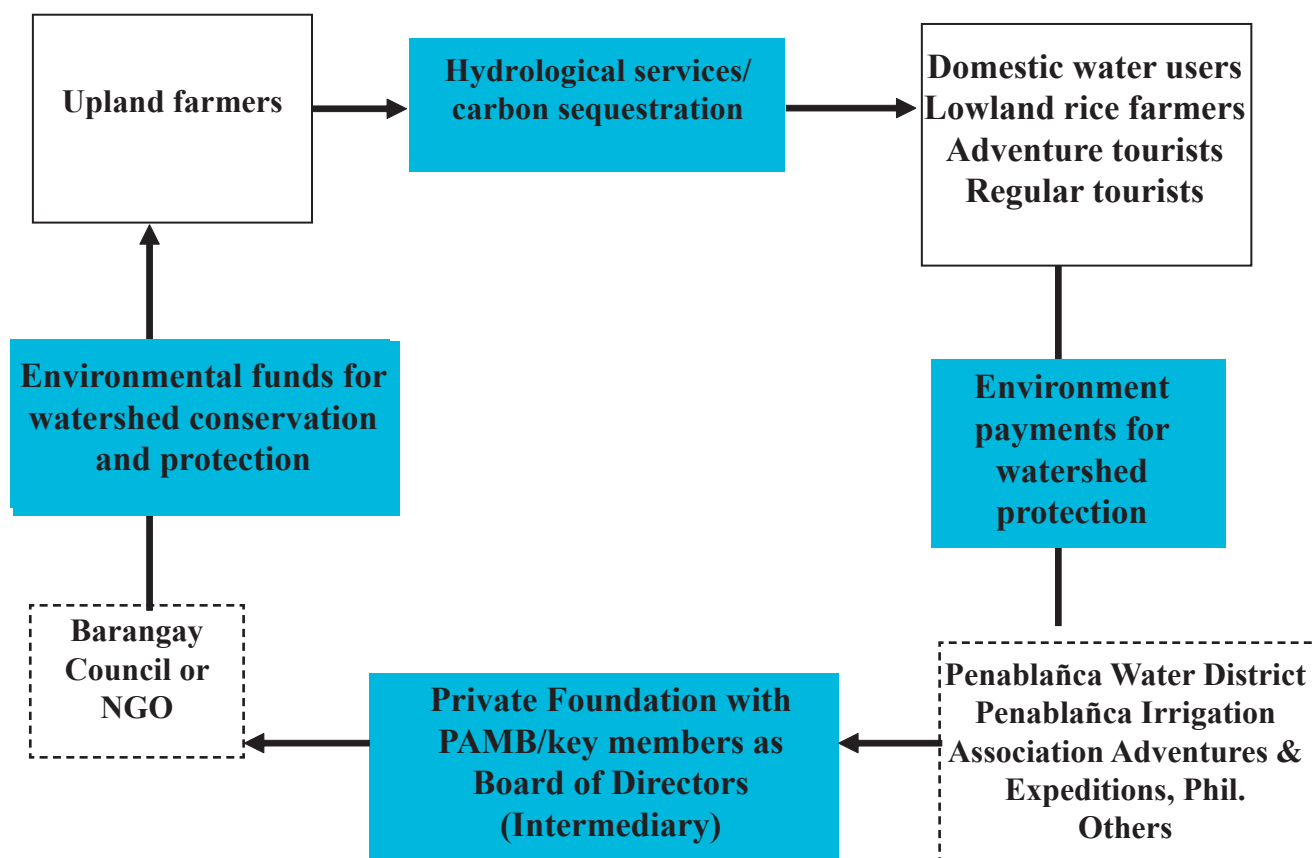 Upland farmers
Hydrological services/
carbon sequestration
Domestic water users
Lowland rice farmers
Adventure tourists
Regular tourists
Environmental funds for
watershed conservation
and protection
Environment
payments for
watershed
protection
Barangay
Council or
NGO
Private Foundation with
PAMB/key members as
Board of Directors
(Intermediary)
Penablañca Water District
Penablañca Irrigation
Association Adventures &
Expeditions, Phil.
Others